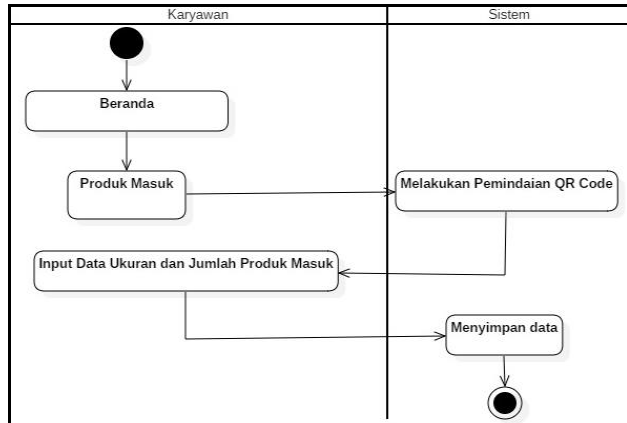 Karyawan
Sistem
Beranda
Produk Masuk
Melakukan Pemindaian QR Code
Input Data Ukuran dan Jumlah Produk Masuk
Menyimpan data